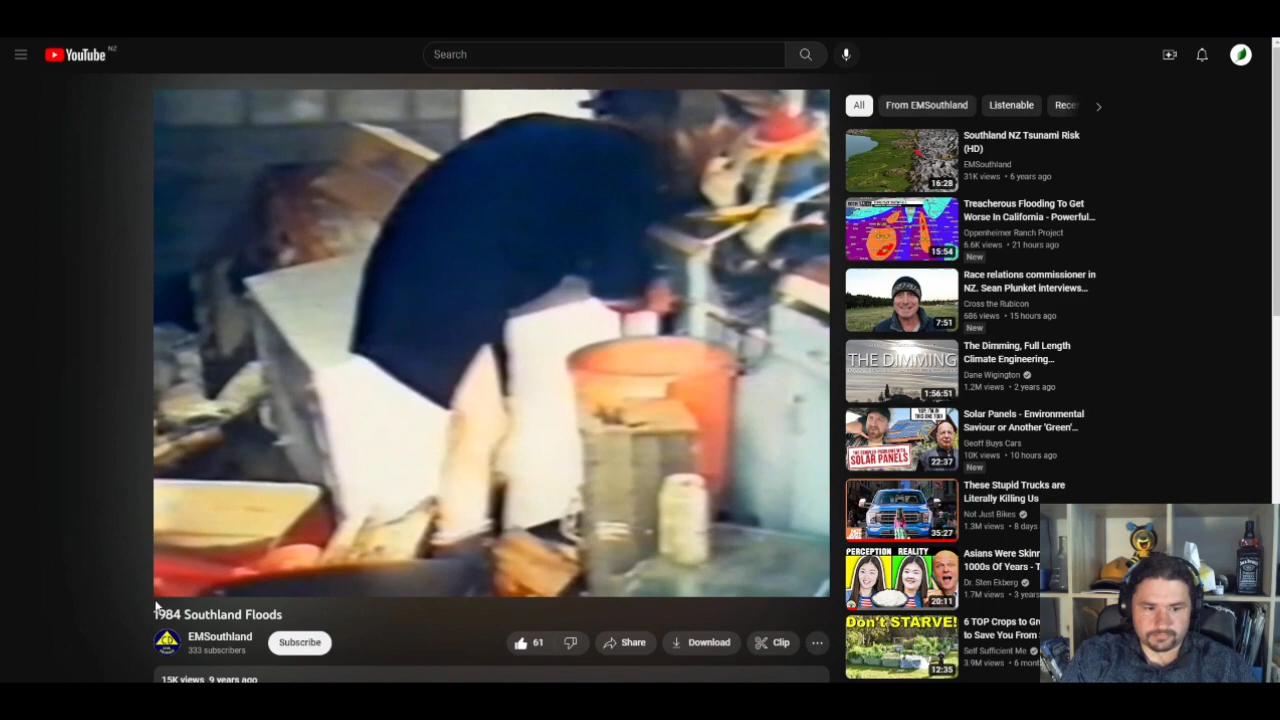 YouTube NZ
Search
All
From EMSouthland
Listenable
Rece
16:28
Southland NZ Tsunami Risk
(HD)
EMSouthland
31K views • 6 years ago
15:54
Treacherous Flooding To Get
Worse In California - Powerful…
Oppenheimer Ranch Project
6.6K views • 21 hours ago
New
7:51
Race relations commissioner in
NZ. Sean Plunket interviews…
Cross the Rubicon
686 views • 15 hours ago
New
THE DIMMING
1:56:51
The Dimming, Full Length
Climate Engineering…
Dane Wigington
1.2M views • 2 years ago
SOLAR PANELS
22:37
Solar Panels - Environmental
Saviour or Another 'Green'…
Geoff Buys Cars
10K views • 10 hours ago
New
35:27
These Stupid Trucks are
Literally Killing Us
Not Just Bikes
1.3M views • 8 days
PERCEPTION REALITY
20:11
Asians Were Skinn
1000s Of Years - T
Dr. Sten Ekberg
1.7M views • 3 years
Don't STARVE!
12:35
6 TOP Crops to Gr
to Save You From
Self Sufficient Me
3.9M views • 6 mont
1984 Southland Floods
EMSouthland
333 subscribers
Subscribe
61
Share
Download
Clip
15K views 9 years ago